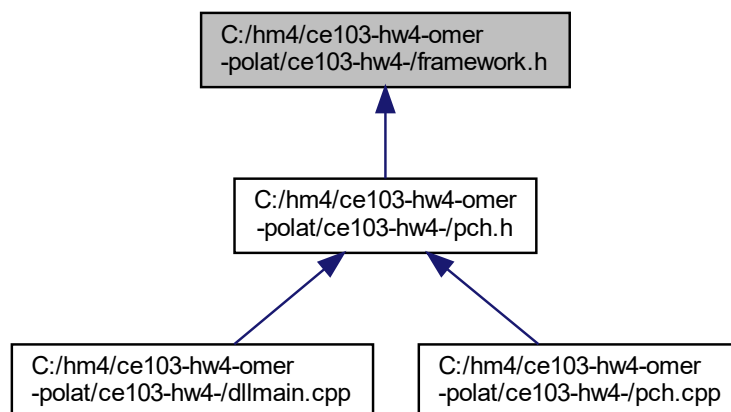 C:/hm4/ce103-hw4-omer
-polat/ce103-hw4-/framework.h
C:/hm4/ce103-hw4-omer
-polat/ce103-hw4-/pch.h
C:/hm4/ce103-hw4-omer
-polat/ce103-hw4-/dllmain.cpp
C:/hm4/ce103-hw4-omer
-polat/ce103-hw4-/pch.cpp